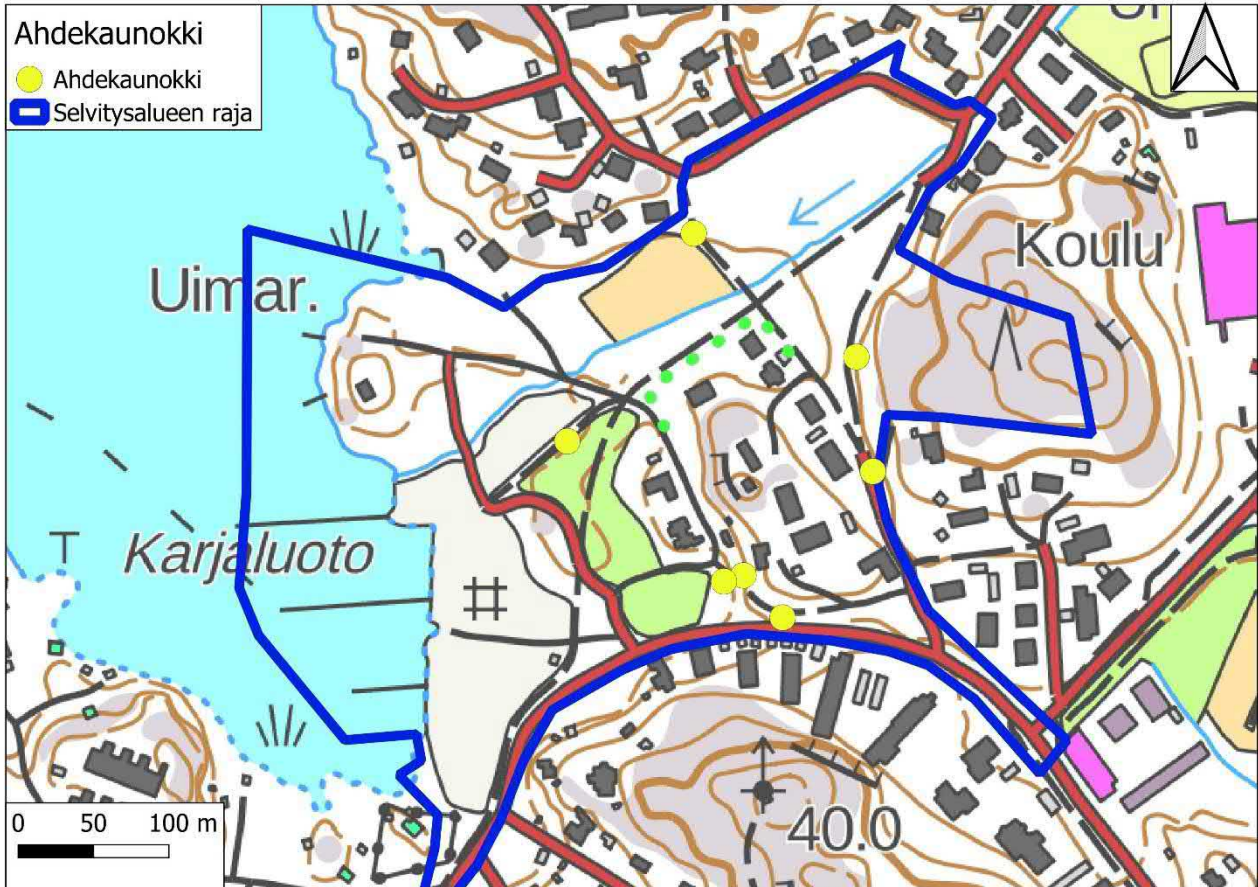 Ahdekaunokki
Ahdekaunokki
Selvitysalueen raja
Koulu
Uimar.
Karjaluoto
40.0
0 50 100 m